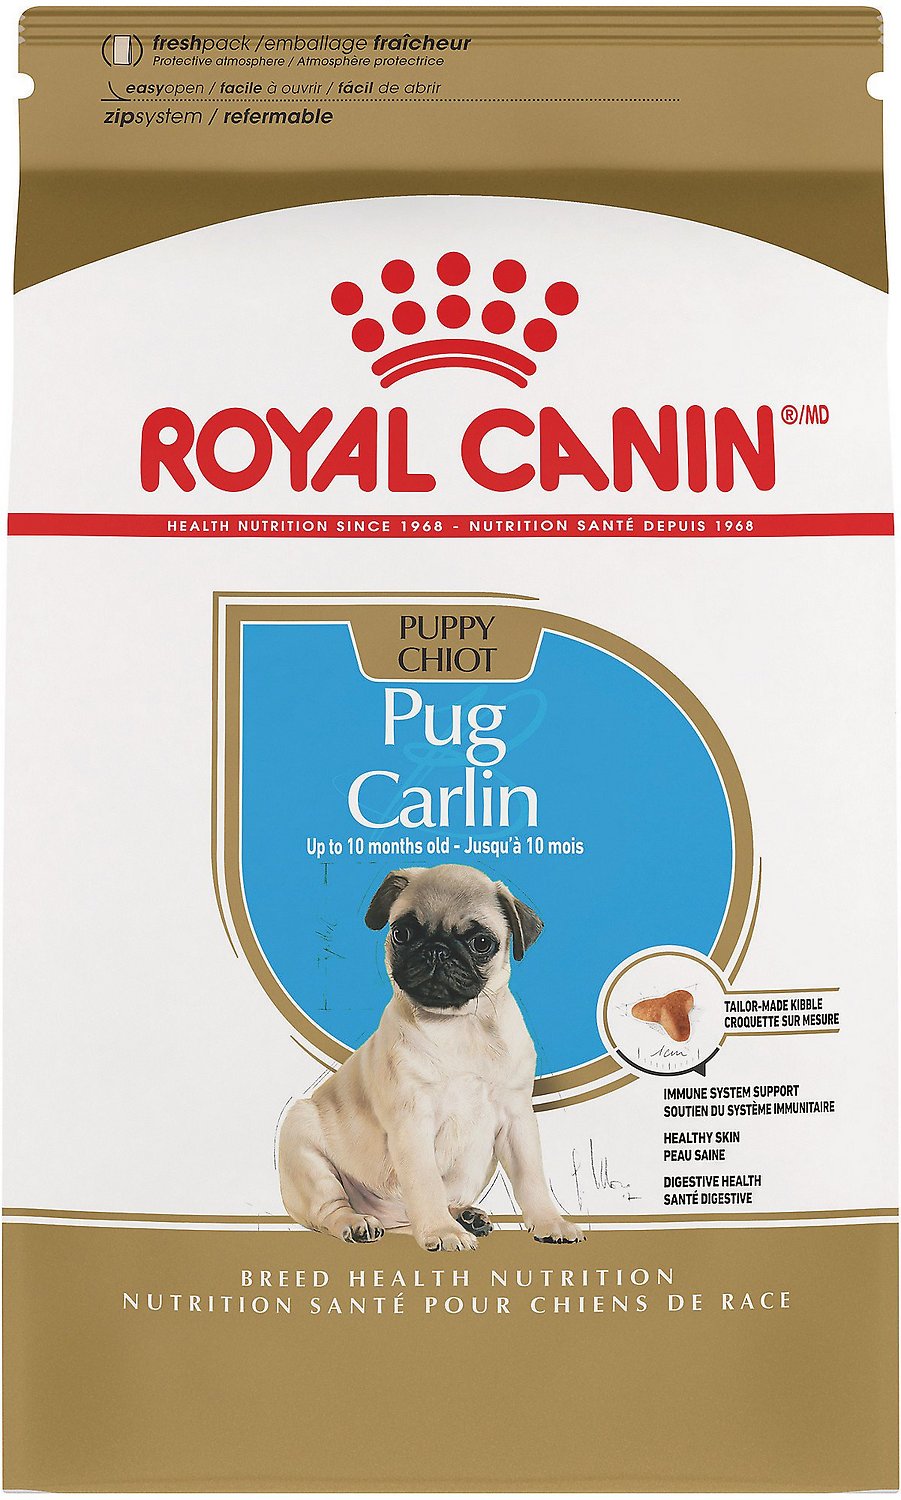 freshpack / emballage fraîcheur
Protective atmosphere / Atmosphère protectrice
easyopen / facile à ouvrir / fácil de abrir
zipsystem / refermable
ROYAL CANIN®/MD
HEALTH NUTRITION SINCE 1968 - NUTRITION SANTÉ DEPUIS 1968
PUPPY
CHIOT
Pug
Carlin
Up to 10 months old - Jusqu'à 10 mois
TAILOR-MADE KIBBLE
CROQUETTE SUR MESURE
1cm
IMMUNE SYSTEM SUPPORT
SOUTIEN DU SYSTÈME IMMUNITAIRE
HEALTHY SKIN
PEAU SAINE
DIGESTIVE HEALTH
SANTÉ DIGESTIVE
BREED HEALTH NUTRITION
NUTRITION SANTÉ POUR CHIENS DE RACE